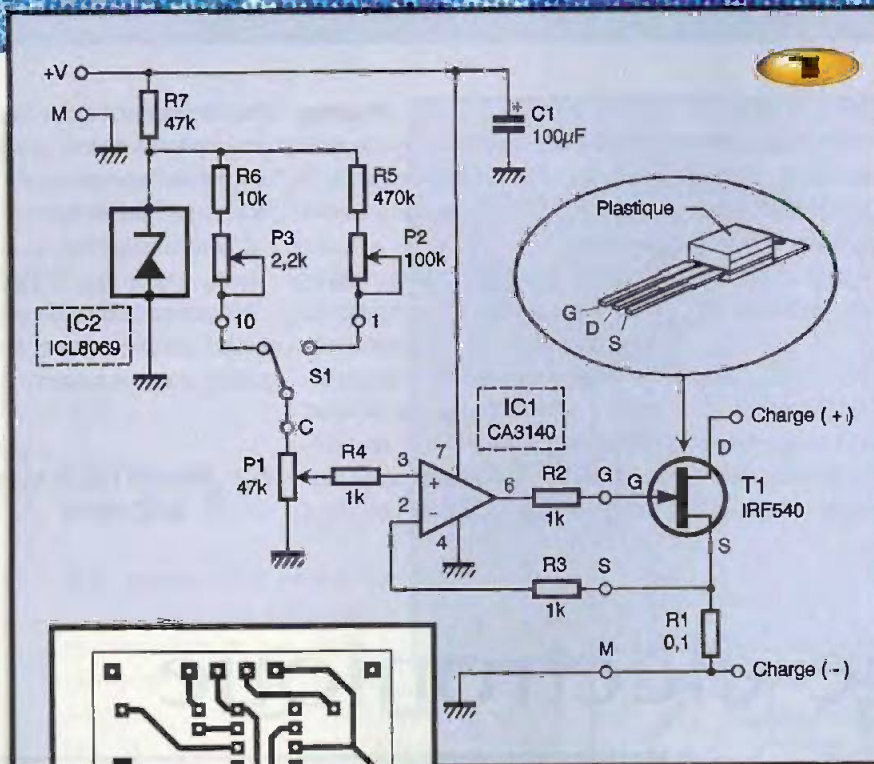 +V
M
R7
47k
C1
+
100µF
R6
10k
R5
470k
P3
2,2k
P2
100k
IC2
ICL8069
10
1
S1
C
P1
47k
R4
1k
IC1
CA3140
3
+
2
-
7
6
4
R2
1k
G
G
R3
1k
S
Plastique
G
D
S
Charge (+)
D
T1
IRF540
S
R1
0,1
M
Charge (-)